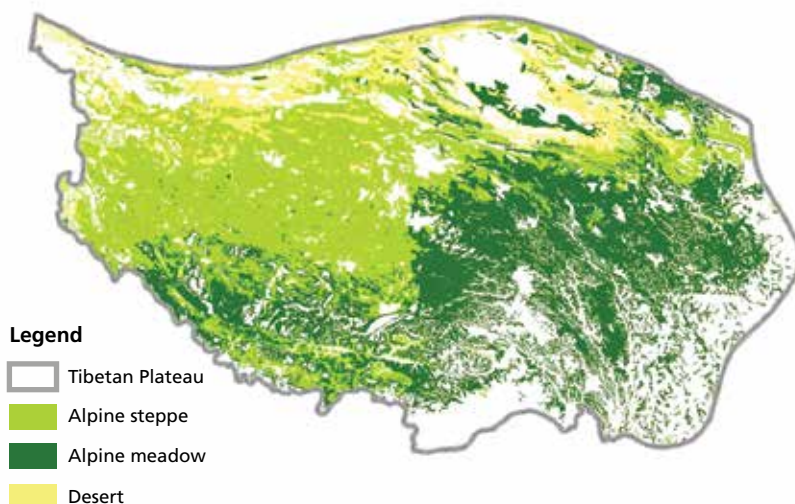 Legend
Tibetan Plateau
Alpine steppe
Alpine meadow
Desert